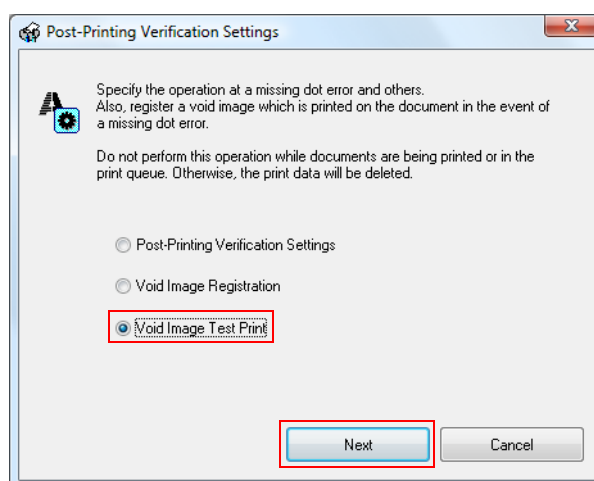 Post-Printing Verification Settings
Specify the operation at a missing dot error and others.
Also, register a void image which is printed on the document in the event of
a missing dot error.
Do not perform this operation while documents are being printed or in the
print queue. Otherwise, the print data will be deleted.
Post-Printing Verification Settings
Void Image Registration
Void Image Test Print
Next
Cancel